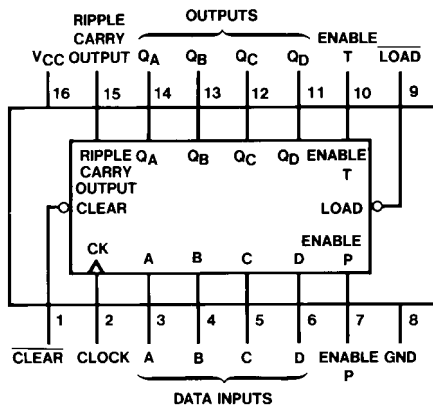 OUTPUTS
VCC
RIPPLE
CARRY
OUTPUT
QA QB QC QD
ENABLE
T
LOAD
16 15 14 13 12 11 10 9
RIPPLE
CARRY
OUTPUT
QA QB QC QD
ENABLE
T
CLEAR
LOAD
CK
A B C D
ENABLE
P
1 2 3 4 5 6 7 8
CLEAR CLOCK A B C D
ENABLE
P
GND
DATA INPUTS